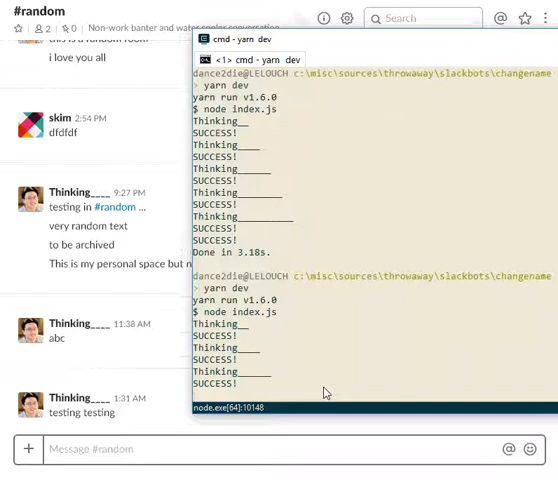 #random
2
0
Non-work banter and water cooler conversation
Search
this is a random room
i love you all
skim 2:54 PM
dfdfdf
Thinking____ 9:27 PM
testing in #random ...
very random text
to be archived
This is my personal space but n
Thinking____ 11:38 AM
abc
Thinking____ 1:31 AM
testing testing
Message #random
cmd - yarn  dev
<1> cmd - yarn  dev
dance2die@LELOUCH c:\misc\sources\throwaway\slackbots\changename
> yarn dev
yarn run v1.6.0
$ node index.js
Thinking__
SUCCESS!
Thinking____
SUCCESS!
Thinking______
SUCCESS!
Thinking________
SUCCESS!
Thinking__________
SUCCESS!
SUCCESS!
Done in 3.18s.
dance2die@LELOUCH c:\misc\sources\throwaway\slackbots\changename
> yarn dev
yarn run v1.6.0
$ node index.js
Thinking__
SUCCESS!
Thinking____
SUCCESS!
Thinking______
SUCCESS!
node.exe[64]:10148